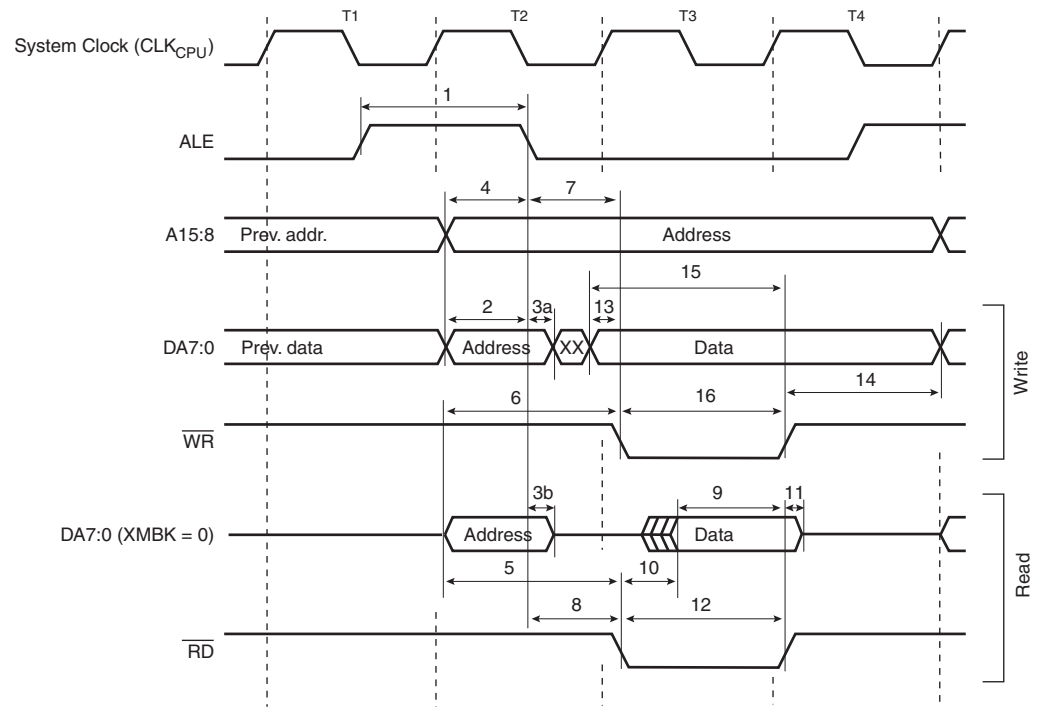 T1 T2 T3 T4
System Clock (CLKCPU)
1
ALE
4 7
A15:8 Prev. addr. Address
15
2 3a 13
DA7:0 Prev. data Address XX Data
14
6 16
WR
Write
3b 9 11
DA7:0 (XMBK = 0) Address Data
5 10
8 12
RD
Read